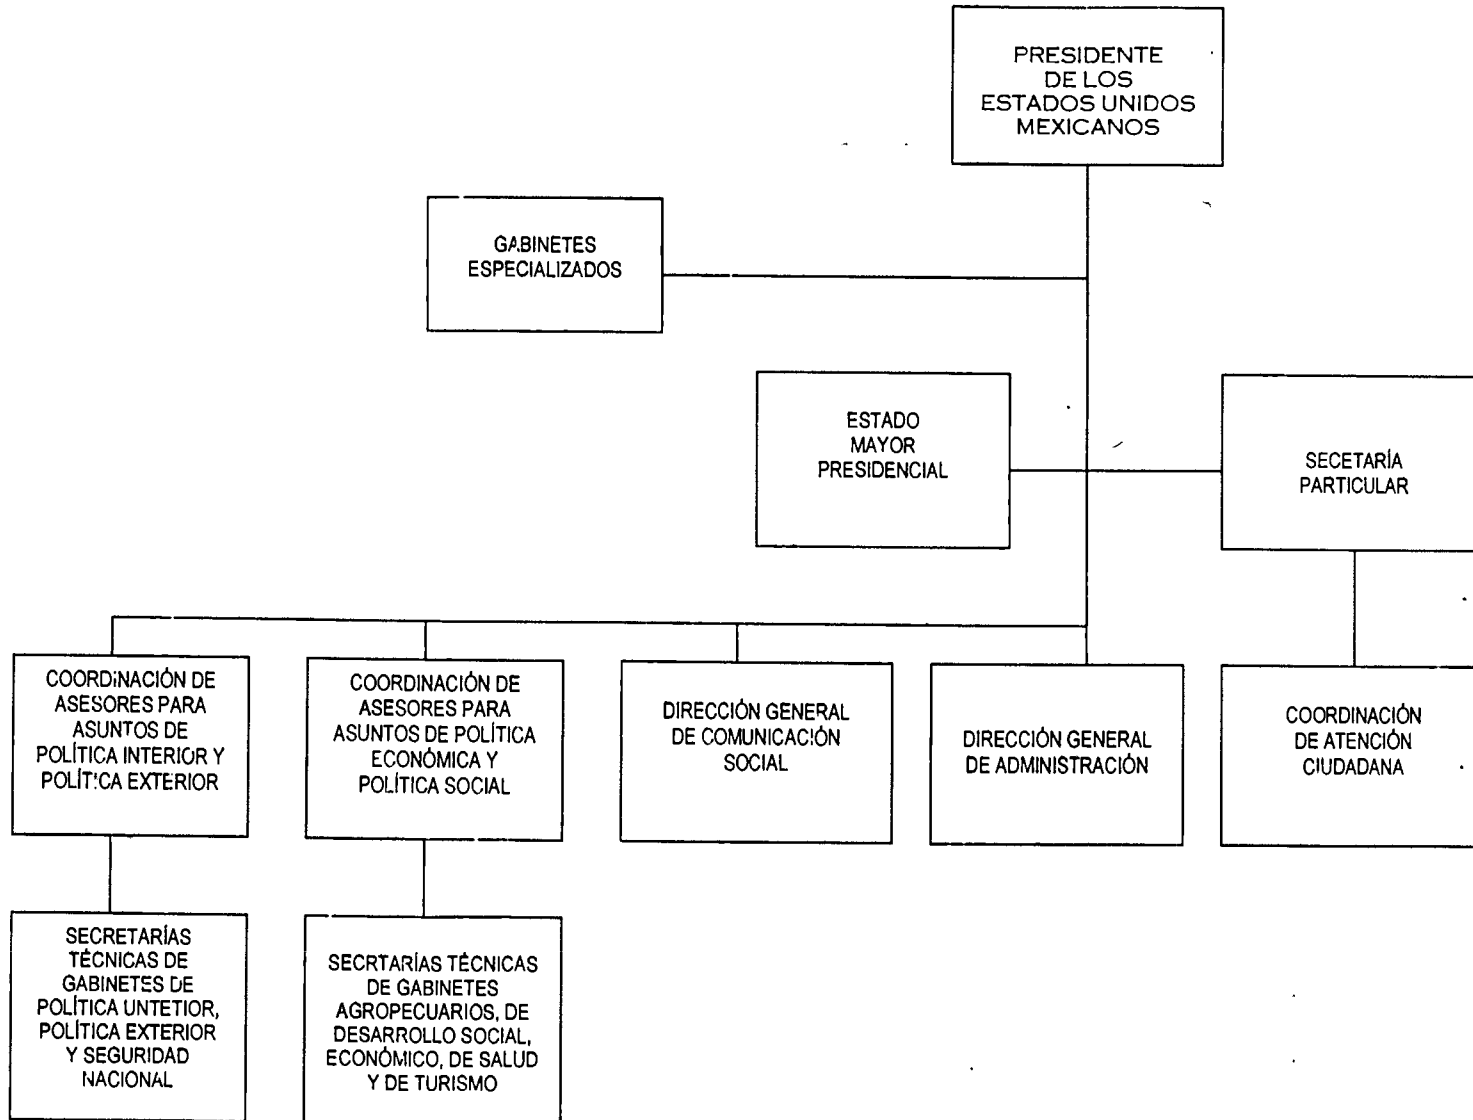 PRESIDENTE
DE LOS
ESTADOS UNIDOS
MEXICANOS
GABINETES
ESPECIALIZADOS
ESTADO
MAYOR
PRESIDENCIAL
SECETARÍA
PARTICULAR
COORDINACIÓN DE
ASESORES PARA
ASUNTOS DE
POLÍTICA INTERIOR Y
POLÍTICA EXTERIOR
COORDINACIÓN DE
ASESORES PARA
ASUNTOS DE POLÍTICA
ECONÓMICA Y
POLÍTICA SOCIAL
DIRECCIÓN GENERAL
DE COMUNICACIÓN
SOCIAL
DIRECCIÓN GENERAL
DE ADMINISTRACIÓN
COORDINACIÓN
DE ATENCIÓN
CIUDADANA
SECRETARÍAS
TÉCNICAS DE
GABINETES DE
POLÍTICA UNTETIOR,
POLÍTICA EXTERIOR
Y SEGURIDAD
NACIONAL
SECRTARÍAS TÉCNICAS
DE GABINETES
AGROPECUARIOS, DE
DESARROLLO SOCIAL,
ECONÓMICO, DE SALUD
Y DE TURISMO